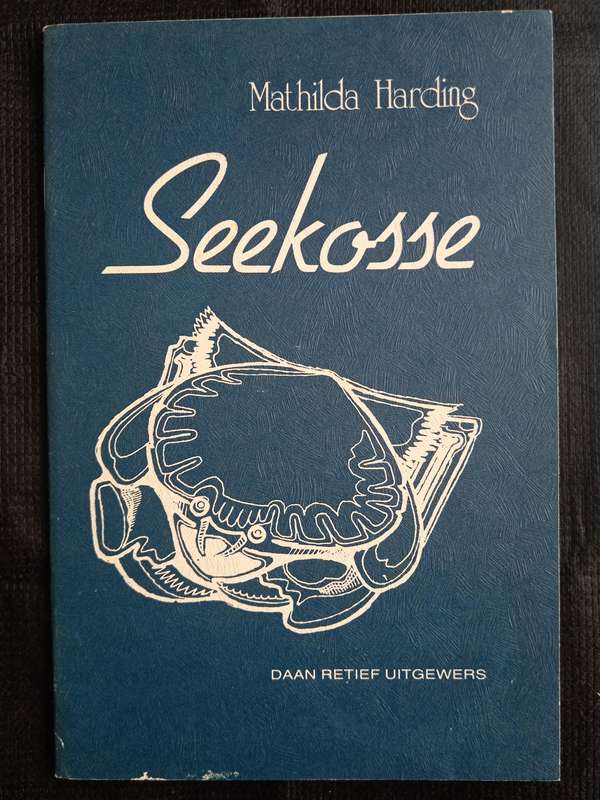 Mathilda Harding
Seekosse
DAAN RETIEF UITGEWERS